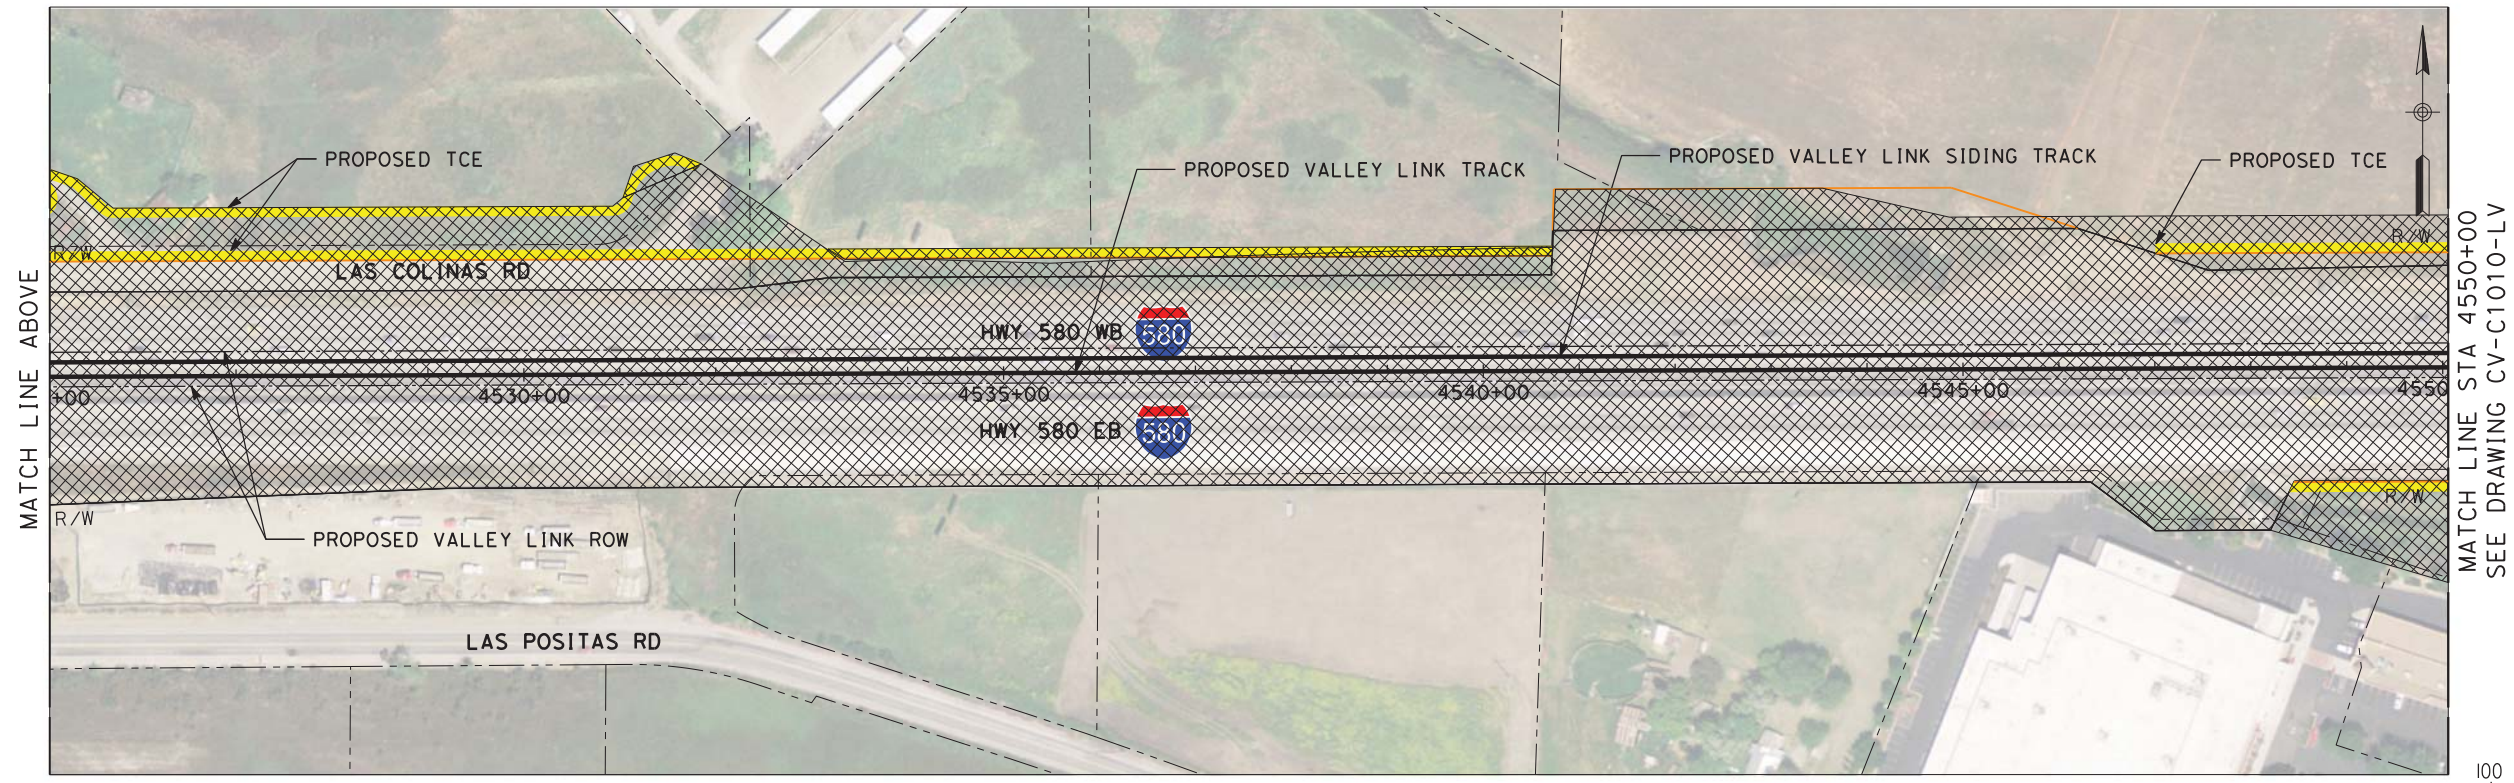 PROPOSED TCE
PROPOSED VALLEY LINK TRACK
PROPOSED VALLEY LINK SIDING TRACK
PROPOSED TCE
R/W
R/W
LAS COLINAS RD
HWY 580 WB
580
+00
4530+00
4535+00
4540+00
4545+00
4550
HWY 580 EB
580
R/W
R/W
PROPOSED VALLEY LINK ROW
LAS POSITAS RD
MATCH LINE ABOVE
MATCH LINE STA 4550+00
SEE DRAWING CV-C1010-LV
100